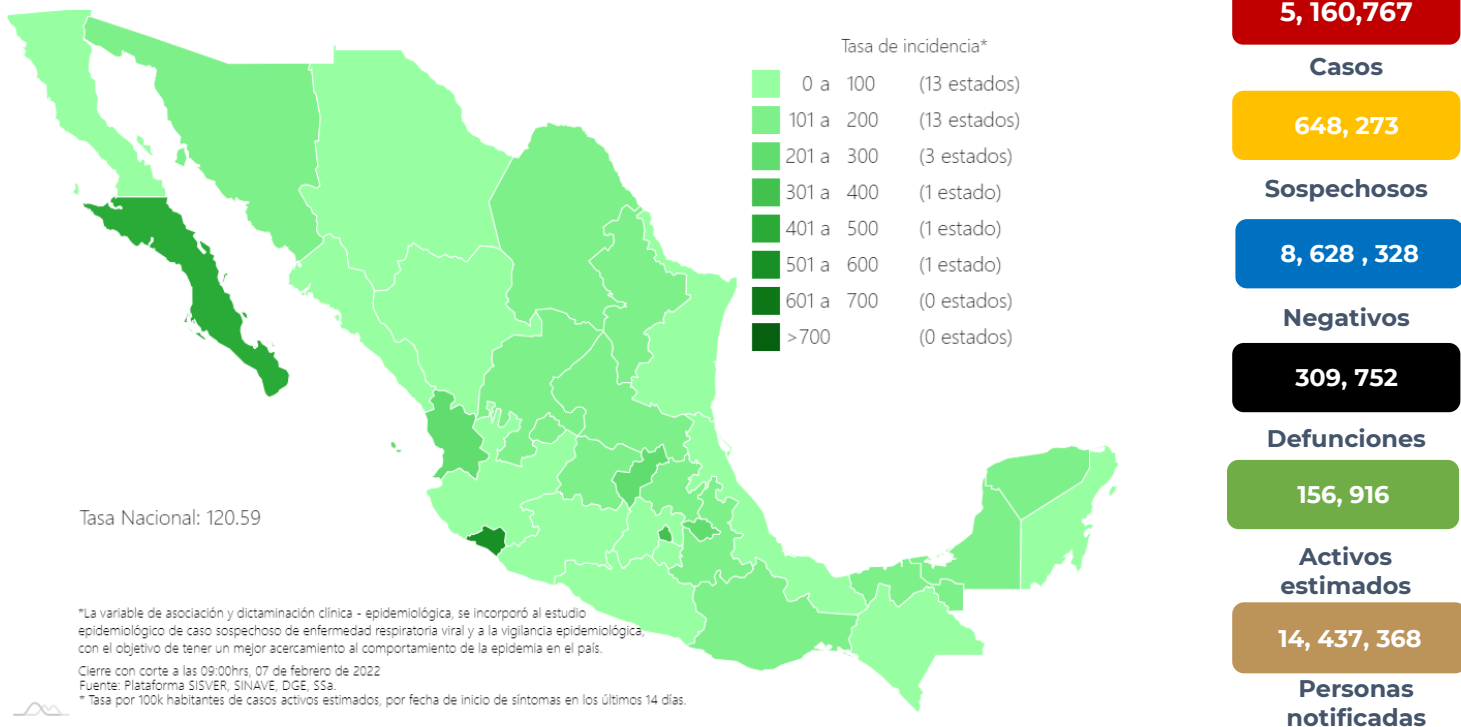 Tasa de incidencia*
0 a 100 (13 estados)
101 a 200 (13 estados)
201 a 300 (3 estados)
301 a 400 (1 estado)
401 a 500 (1 estado)
501 a 600 (1 estado)
601 a 700 (0 estados)
>700 (0 estados)
Tasa Nacional: 120.59
*La variable de asociación y dictaminación clínica - epidemiológica, se incorporó al estudio
epidemiológico de caso sospechoso de enfermedad respiratoria viral y a la vigilancia epidemiológica,
con el objetivo de tener un mejor acercamiento al comportamiento de la epidemia en el país.
Cierre con corte a las 09:00hrs, 07 de febrero de 2022
Fuente: Plataforma SISVER, SINAVE, DGE, SSa.
* Tasa por 100k habitantes de casos activos estimados, por fecha de inicio de síntomas en los últimos 14 días.
5, 160,767
Casos
648, 273
Sospechosos
8, 628 , 328
Negativos
309, 752
Defunciones
156, 916
Activos
estimados
14, 437, 368
Personas
notificadas